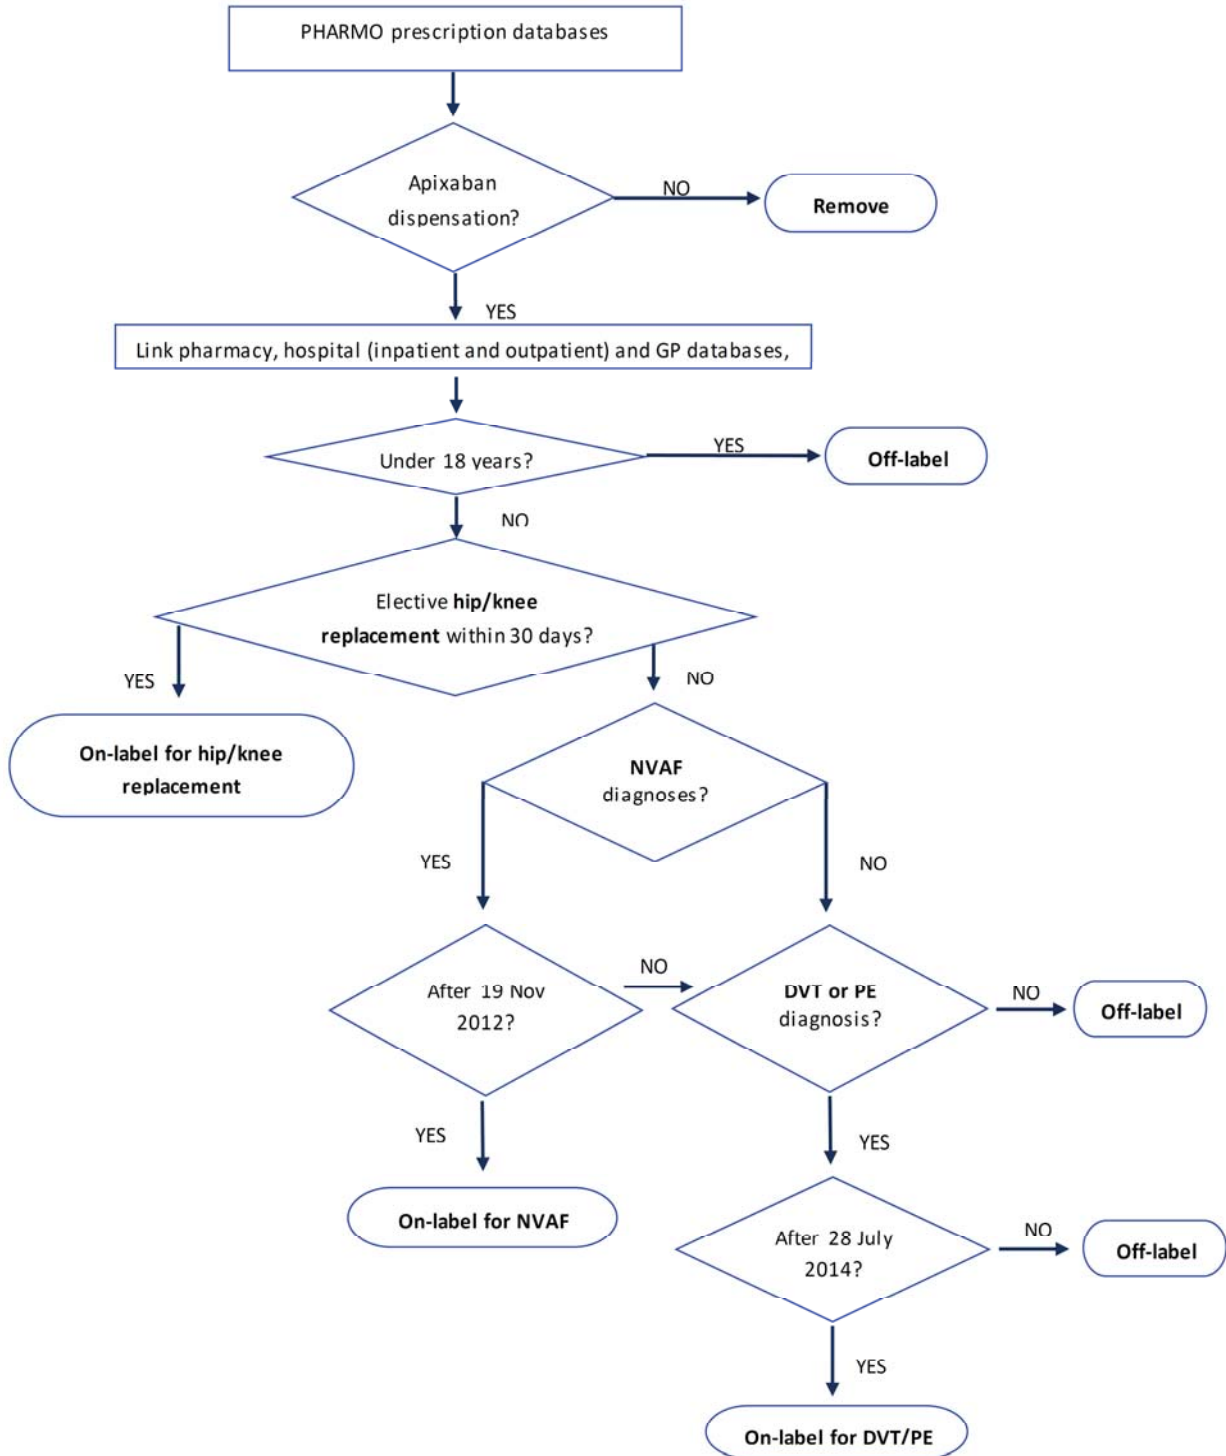 PHARMO prescription databases
Apixaban
dispensation?
NO
Remove
YES
Link pharmacy, hospital (inpatient and outpatient) and GP databases,
Under 18 years?
YES
Off-label
NO
Elective hip/knee
replacement within 30 days?
YES
NO
On-label for hip/knee
replacement
NVAF
diagnoses?
YES
NO
After 19 Nov
2012?
NO
DVT or PE
diagnosis?
NO
Off-label
YES
YES
On-label for NVAF
After 28 July
2014?
NO
Off-label
YES
On-label for DVT/PE